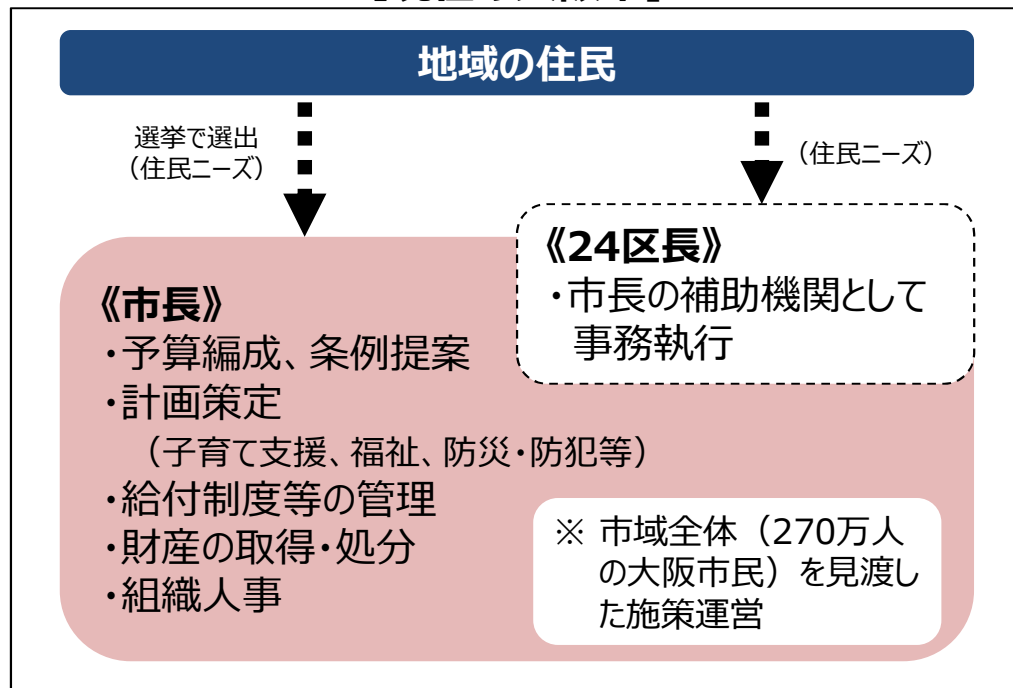 地域の住民
選挙で選出
（住民ニーズ）
（住民ニーズ）
《24区長》
・市長の補助機関として
事務執行
《市長》
・予算編成、条例提案
・計画策定
（子育て支援、福祉、防災・防犯等）
・給付制度等の管理
・財産の取得・処分
・組織人事
※ 市域全体（270万人
の大阪市民）を見渡し
た施策運営